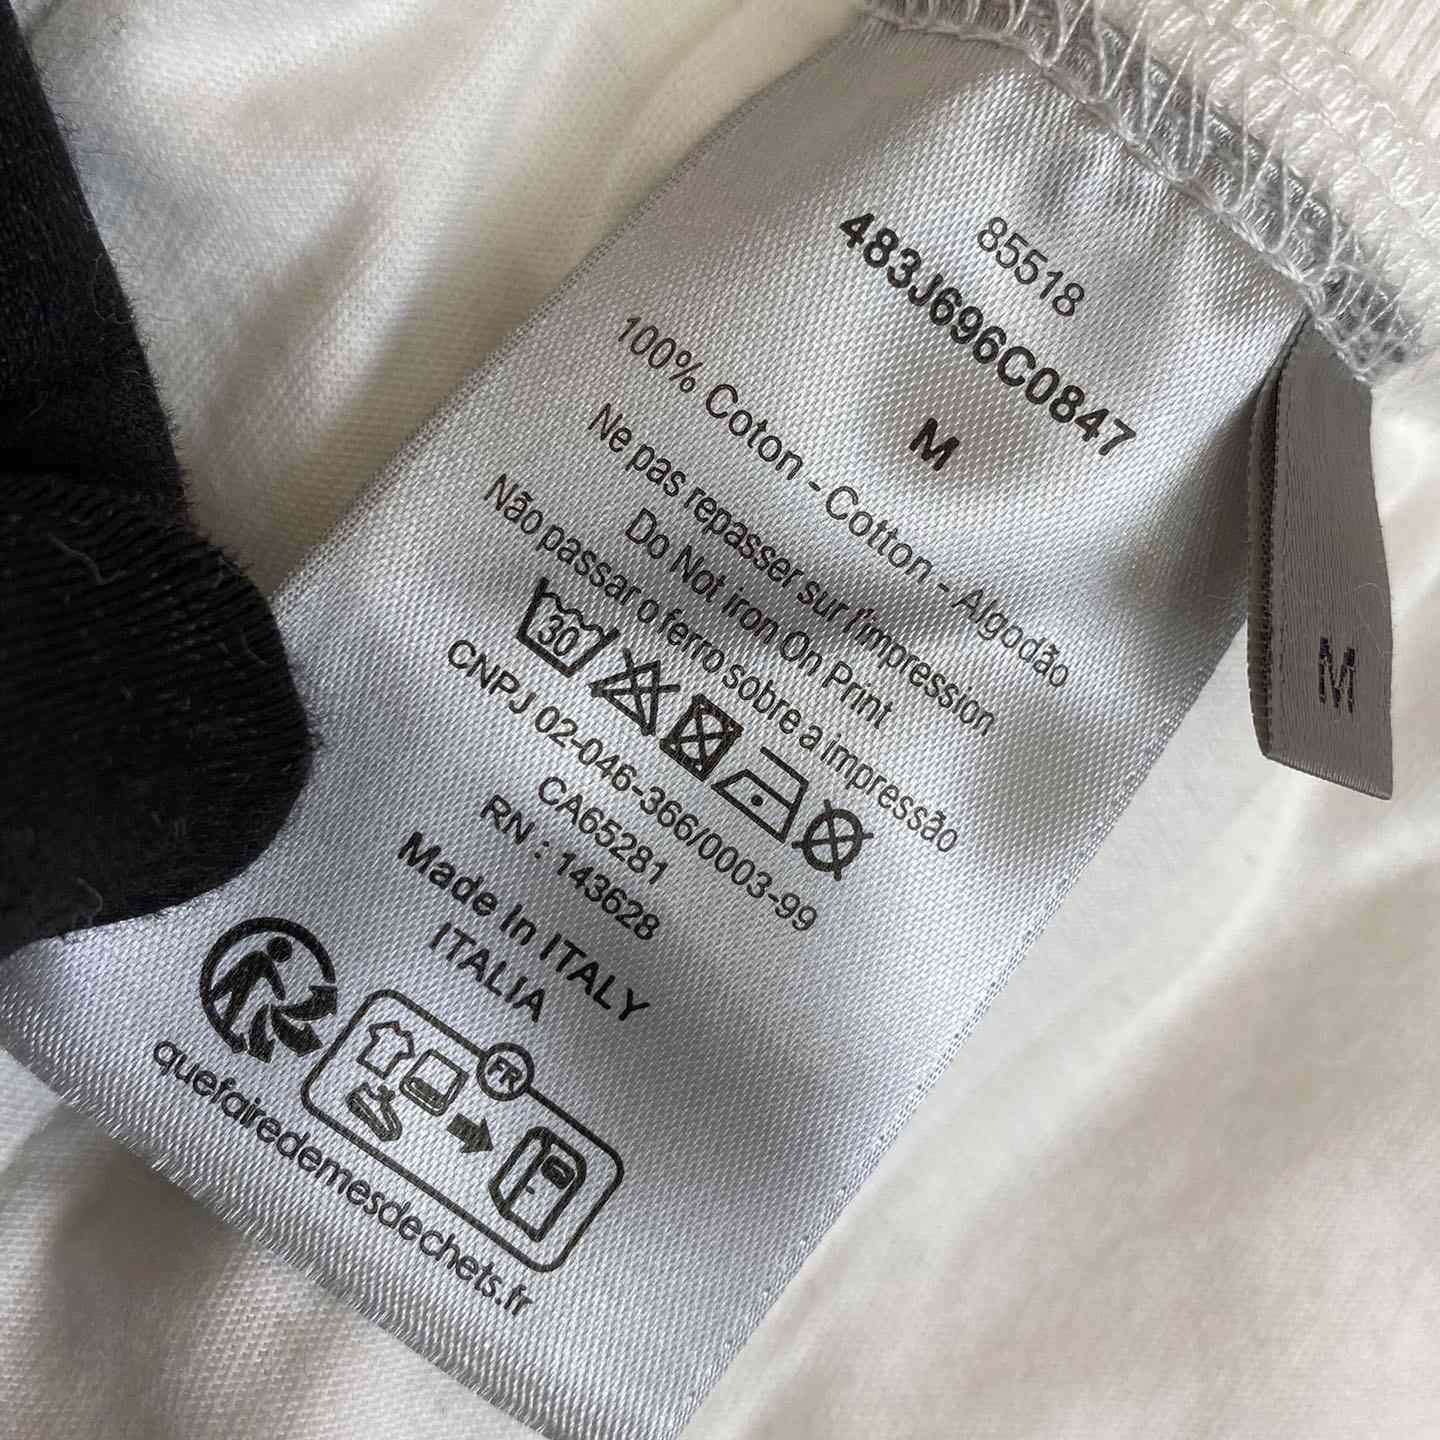 85518
483J696C0847
M
100% Coton - Cotton - Algodão
Ne pas repasser sur l'impression
Do Not iron On Print
Não passar o ferro sobre a impressão
30
CNPJ 02-046-366/0003-99
CA65281
RN : 143628
Made In ITALY
ITALIA
FR
quefairedemesdechets.fr
M